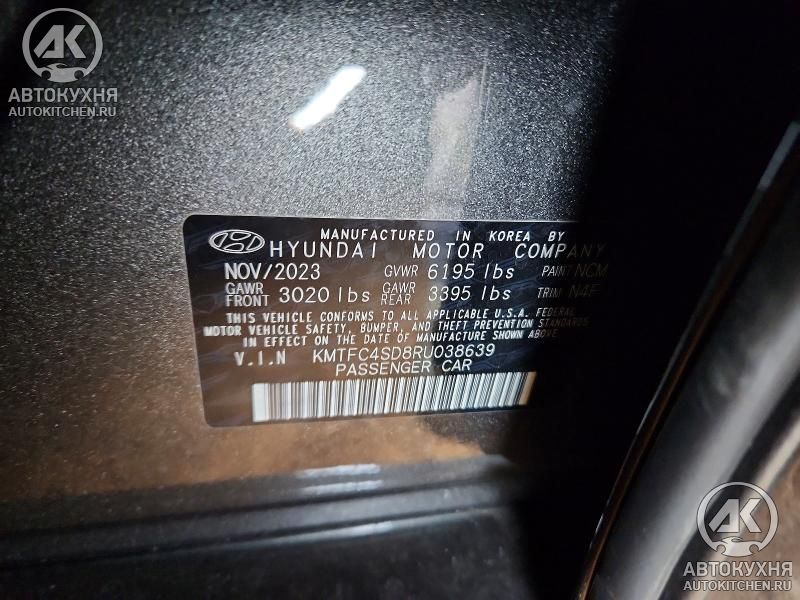 AK
АВТОКУХНЯ
AUTOKITCHEN.RU
MANUFACTURED IN KOREA BY
HYUNDAI MOTOR COMPANY
NOV/2023 GVWR 6195 lbs PAINT NCM
GAWR FRONT 3020 lbs GAWR REAR 3395 lbs TRIM
THIS VEHICLE CONFORMS TO ALL APPLICABLE U.S.A. FEDERAL
MOTOR VEHICLE SAFETY, BUMPER, AND THEFT PREVENTION STANDARDS
IN EFFECT ON THE DATE OF MANUFACTURE SHOWN ABOVE
V.I.N KMTFC4SD8RU038639
PASSENGER CAR
AK
АВТОКУХНЯ
AUTOKITCHEN.RU